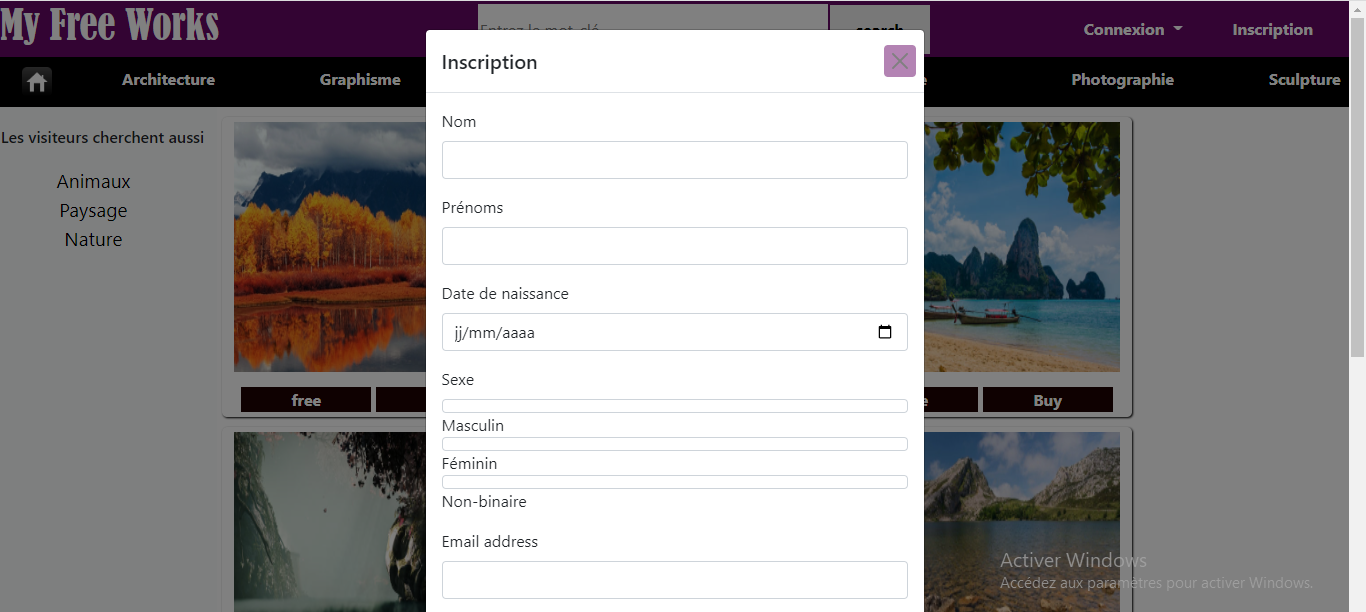 My Free Works
Entrez le mot-clé
search
Connexion
Inscription
Architecture
Graphisme
Photographie
Sculpture
Les visiteurs cherchent aussi
Animaux
Paysage
Nature
free
Buy
Inscription
Nom
Prénoms
Date de naissance
jj/mm/aaaa
Sexe
Masculin
Féminin
Non-binaire
Email address
Activer Windows
Accédez aux paramètres pour activer Windows.